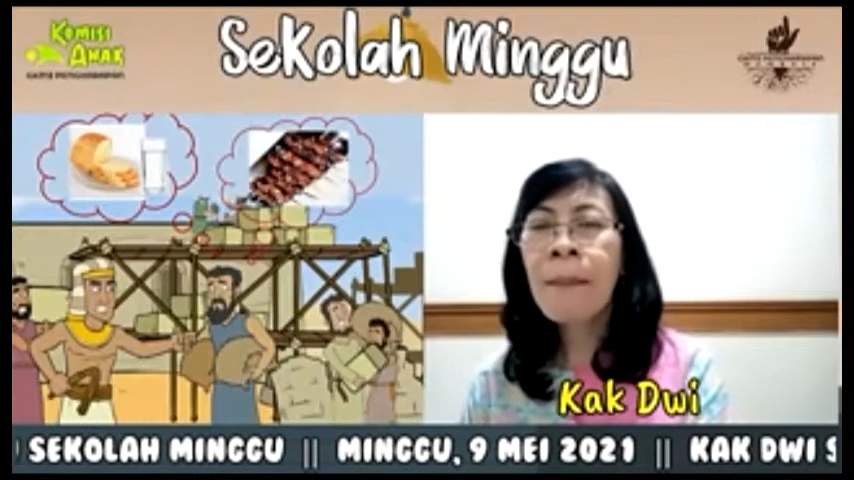 Komisi
Anak
Sekolah Minggu
Kak Dwi
SEKOLAH MINGGU || MINGGU, 9 MEI 2021 || KAK DWI S